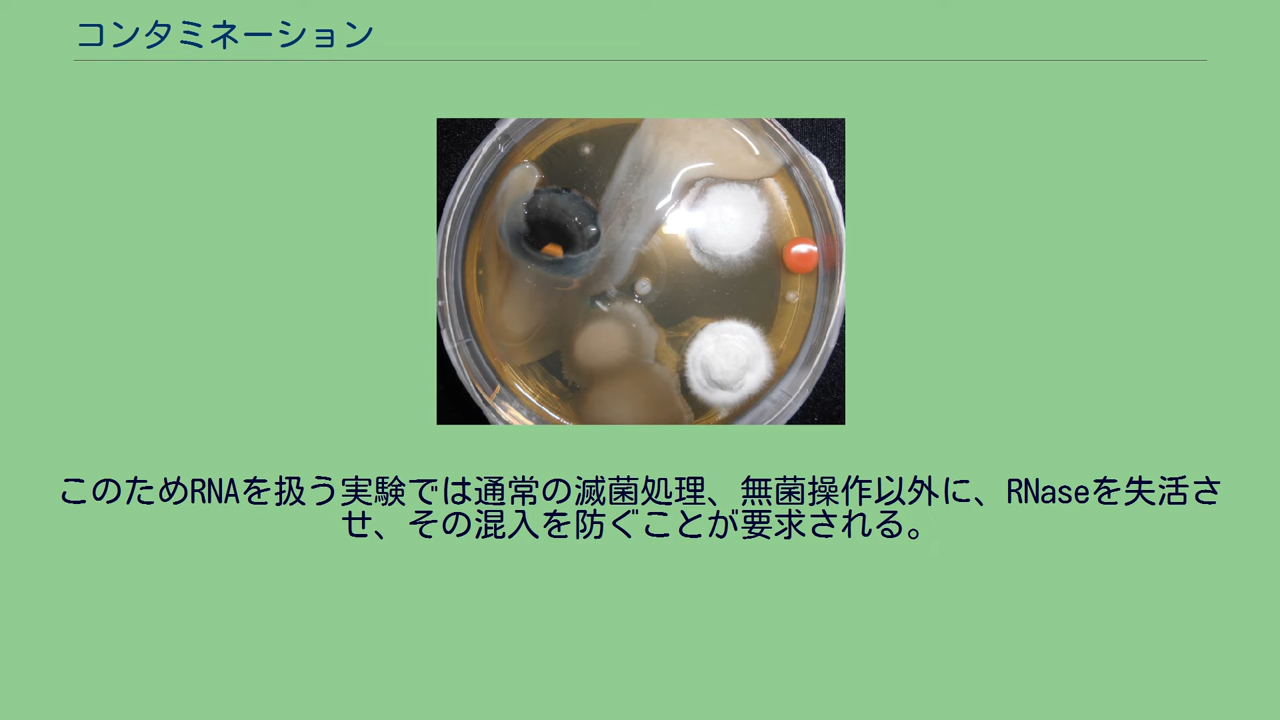 コンタミネーション
このためRNAを扱う実験では通常の滅菌処理、無菌操作以外に、RNaseを失活さ
せ、その混入を防ぐことが要求される。